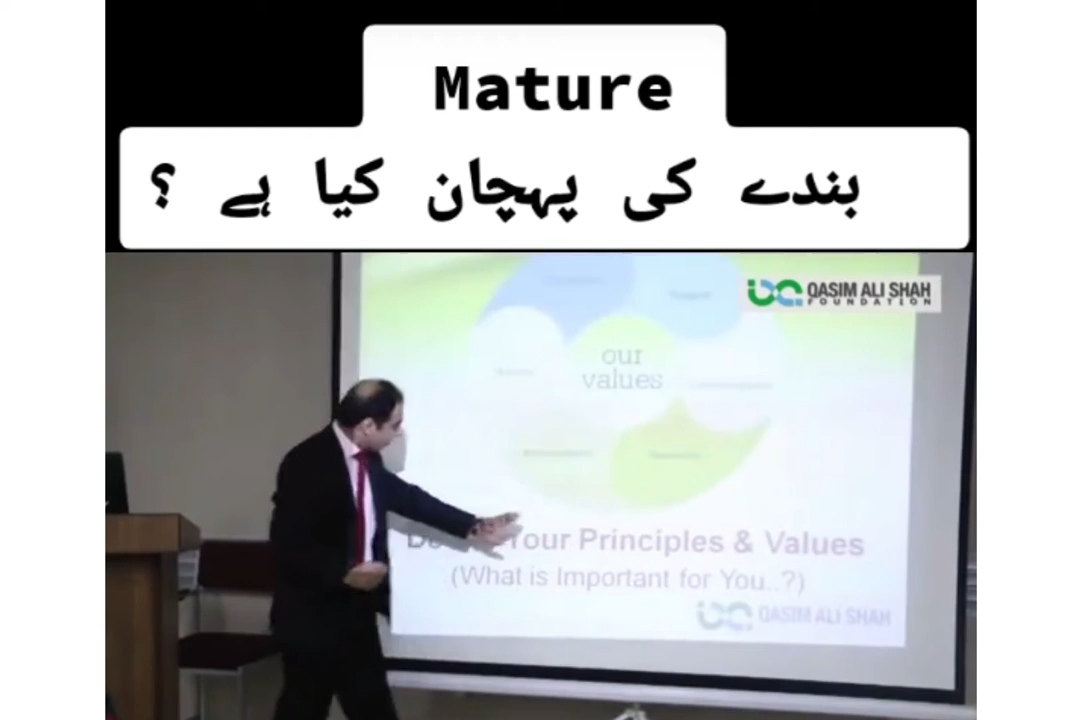 Mature
بندے کی پہچان کیا ہے ؟
QASIM ALI SHAH
FOUNDATION
our
values
Your Principles & Values
(What is Important for You..?)
QASIM ALI SHAH